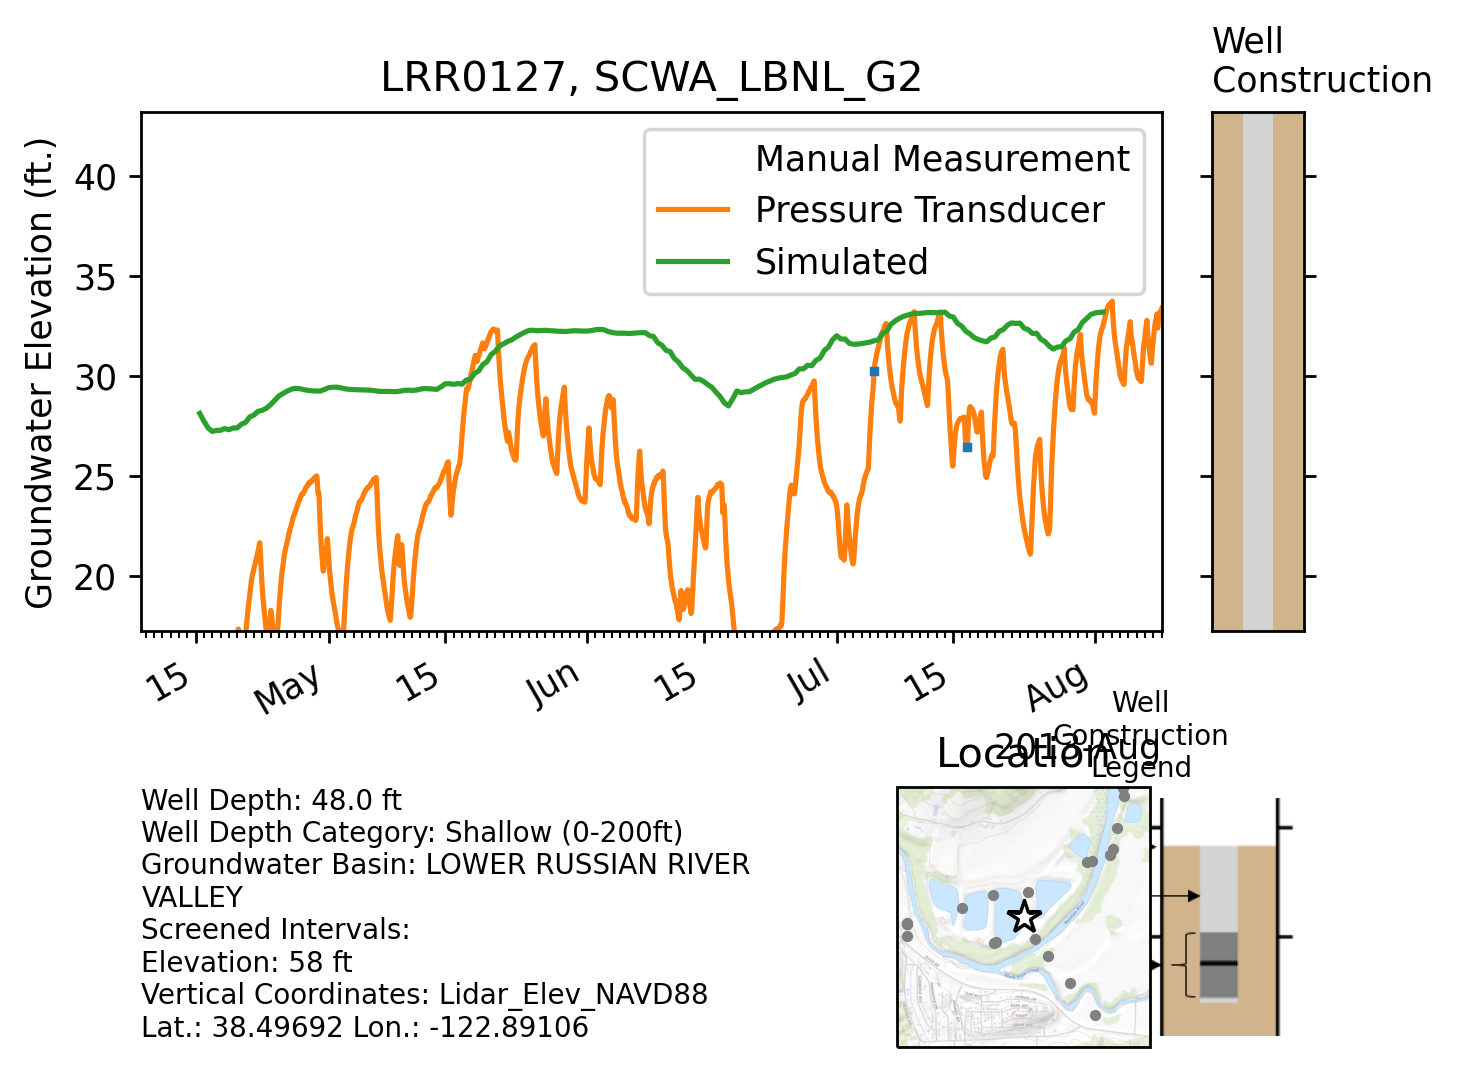 Well
Construction
LRR0127, SCWA_LBNL_G2
Groundwater Elevation (ft.)
40
35
30
25
20
Manual Measurement
Pressure Transducer
Simulated
15
May
15
Jun
15
Jul
15
Aug
2013-Aug
Well
Construction
Legend
Location
Well Depth: 48.0 ft
Well Depth Category: Shallow (0-200ft)
Groundwater Basin: LOWER RUSSIAN RIVER
VALLEY
Screened Intervals:
Elevation: 58 ft
Vertical Coordinates: Lidar_Elev_NAVD88
Lat.: 38.49692 Lon.: -122.89106